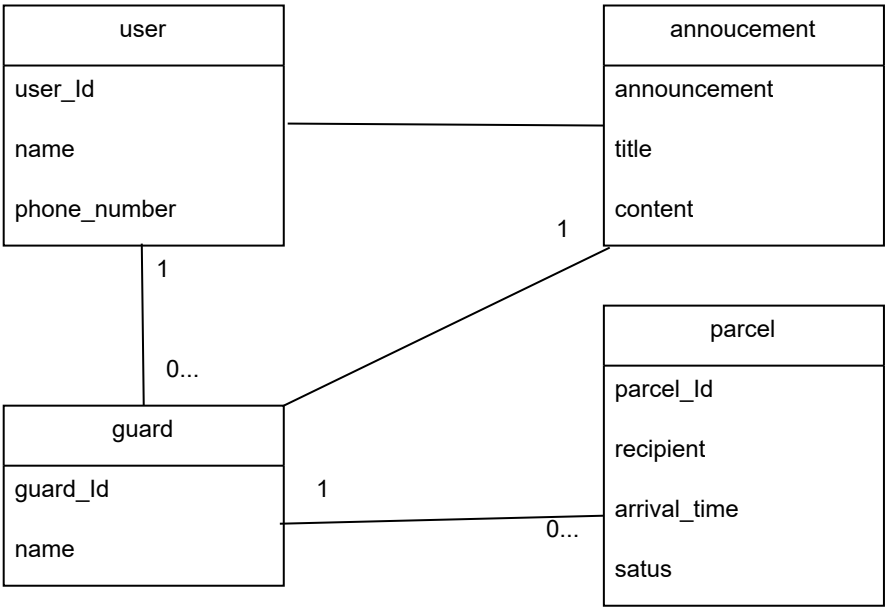 user
user_Id
name
phone_number
annoucement
announcement
title
content
1
0...
1
guard
guard_Id
name
1
0...
parcel
parcel_Id
recipient
arrival_time
satus